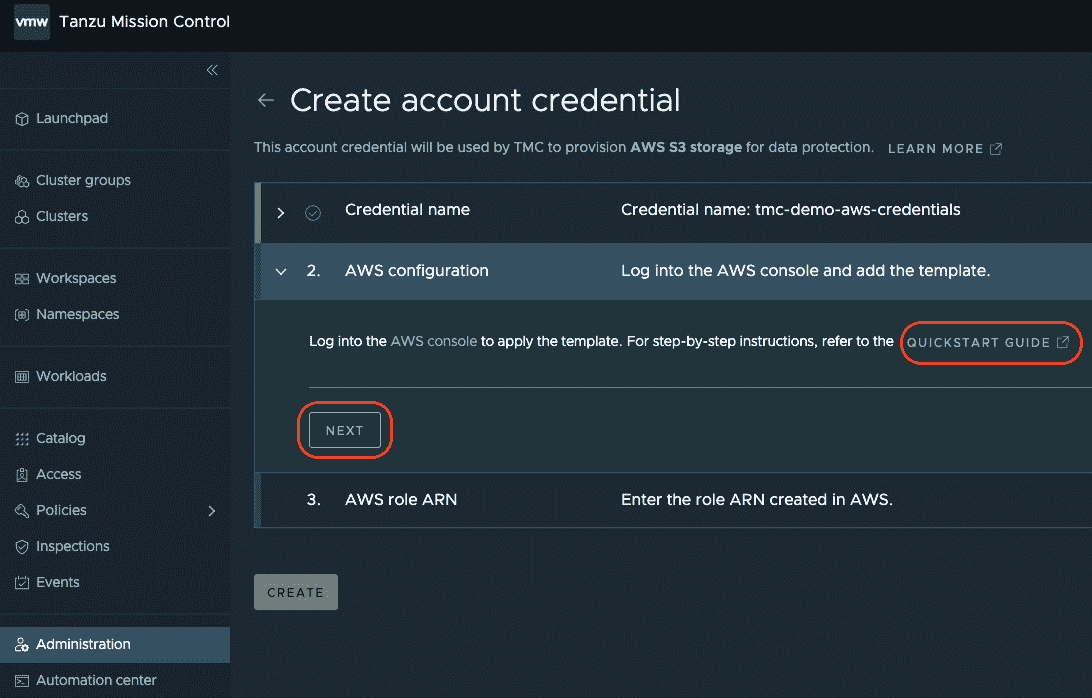 vmw Tanzu Mission Control
Launchpad
Cluster groups
Clusters
Workspaces
Namespaces
Workloads
Catalog
Access
Policies
Inspections
Events
Administration
Automation center
Create account credential
This account credential will be used by TMC to provision AWS S3 storage for data protection. LEARN MORE
Credential name Credential name: tmc-demo-aws-credentials
2. AWS configuration Log into the AWS console and add the template.
Log into the AWS console to apply the template. For step-by-step instructions, refer to the QUICKSTART GUIDE
NEXT
3. AWS role ARN Enter the role ARN created in AWS.
CREATE